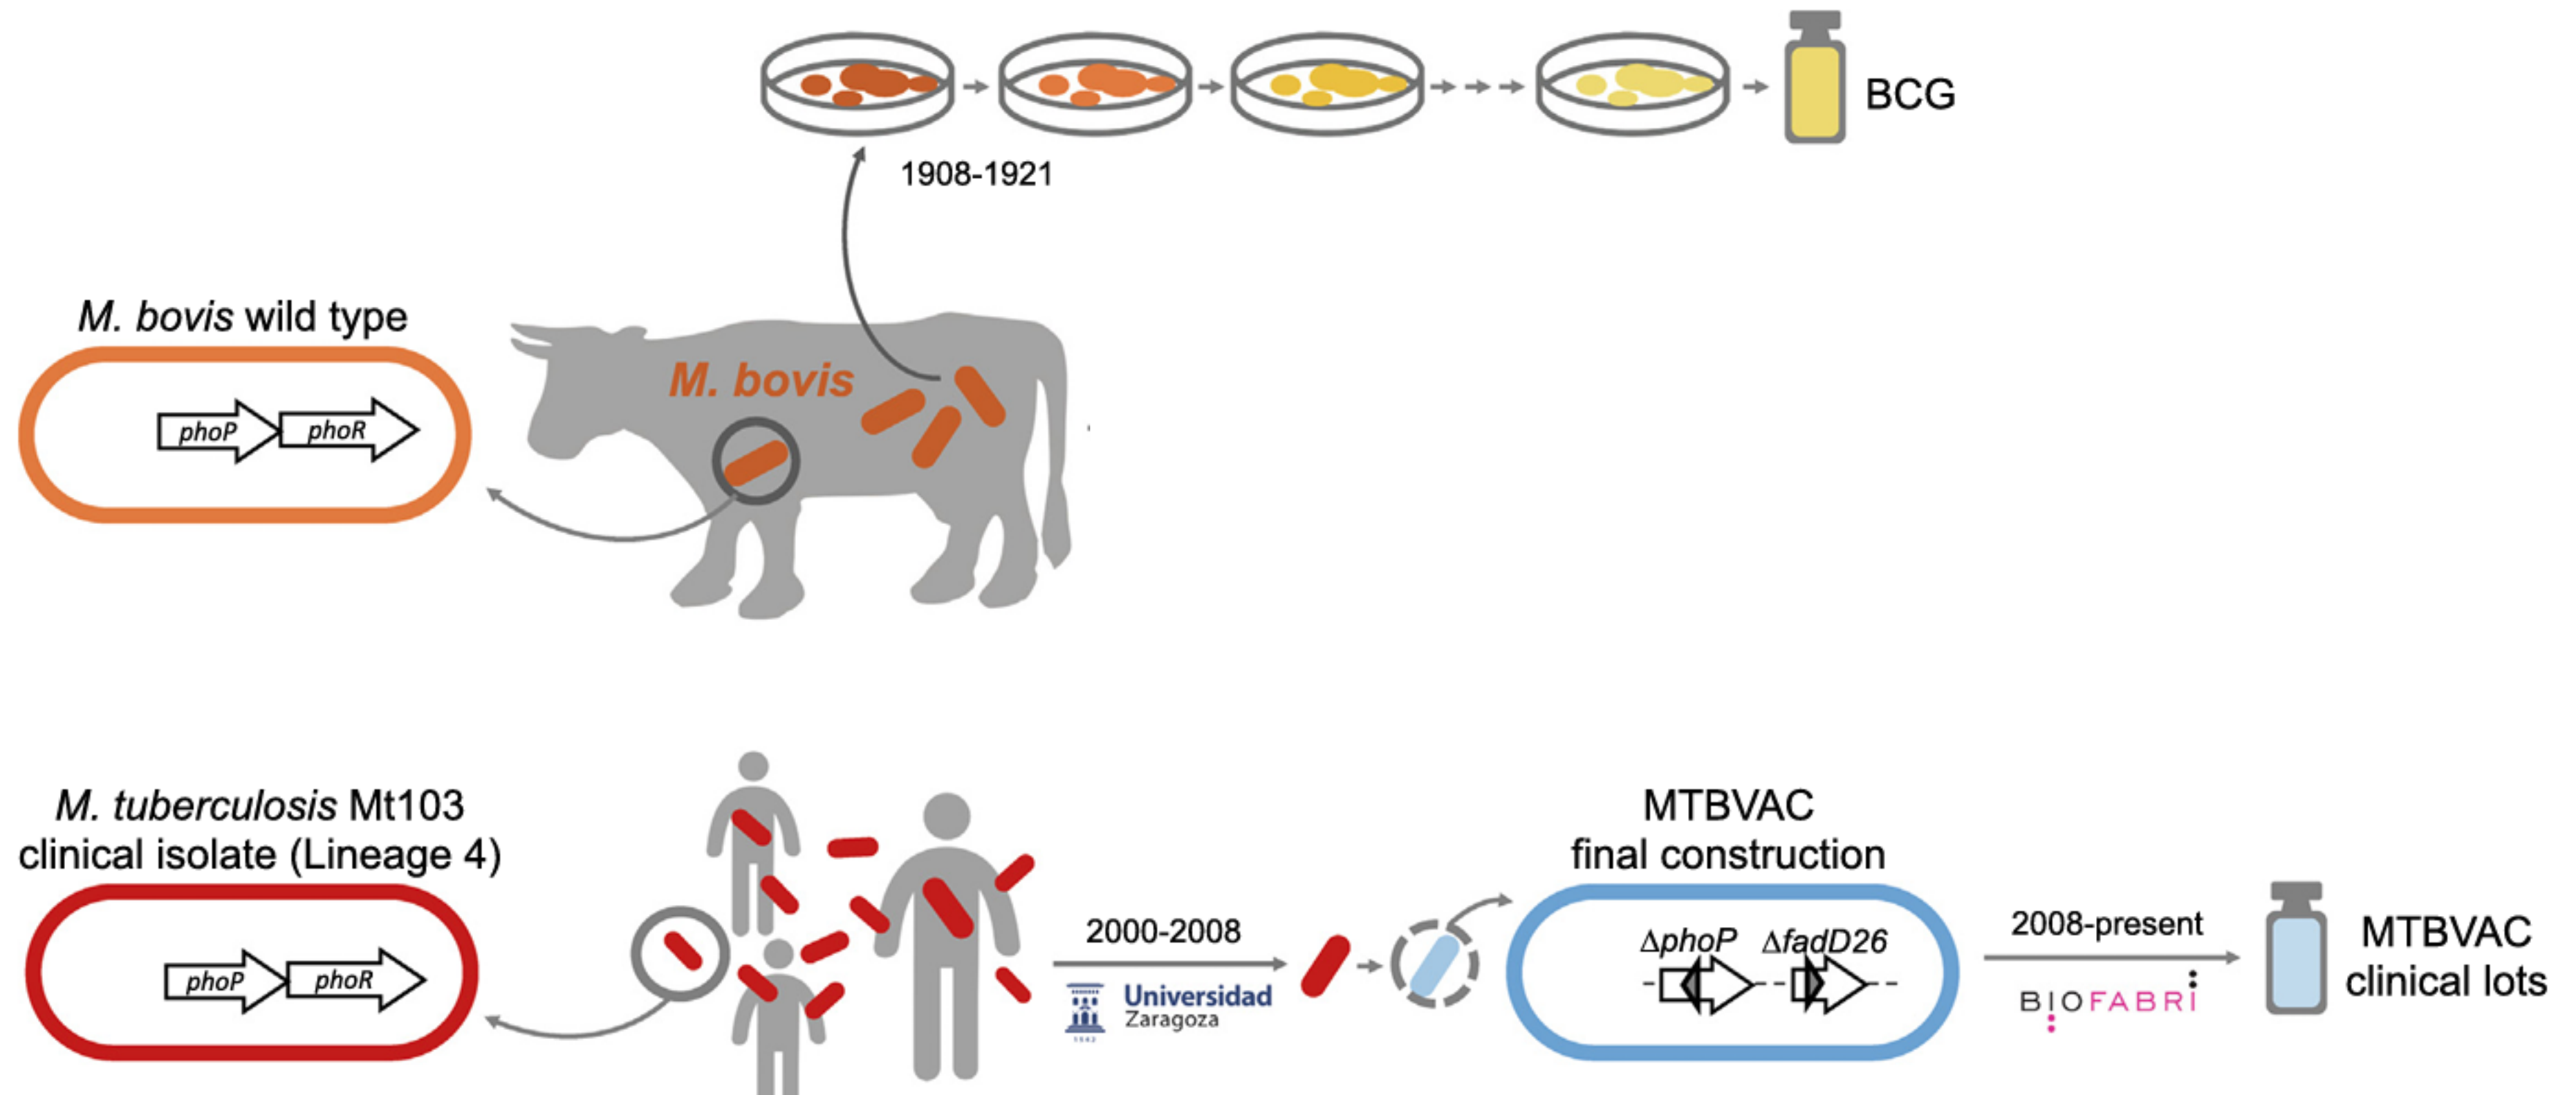 BCG
1908-1921
M. bovis wild type
M. bovis
phoP
phoR
M. tuberculosis Mt103
clinical isolate (Lineage 4)
phoP
phoR
2000-2008
Universidad
Zaragoza
1542
MTBVAC
final construction
ΔphoP ΔfadD26
2008-present
BIOFABRI
MTBVAC
clinical lots